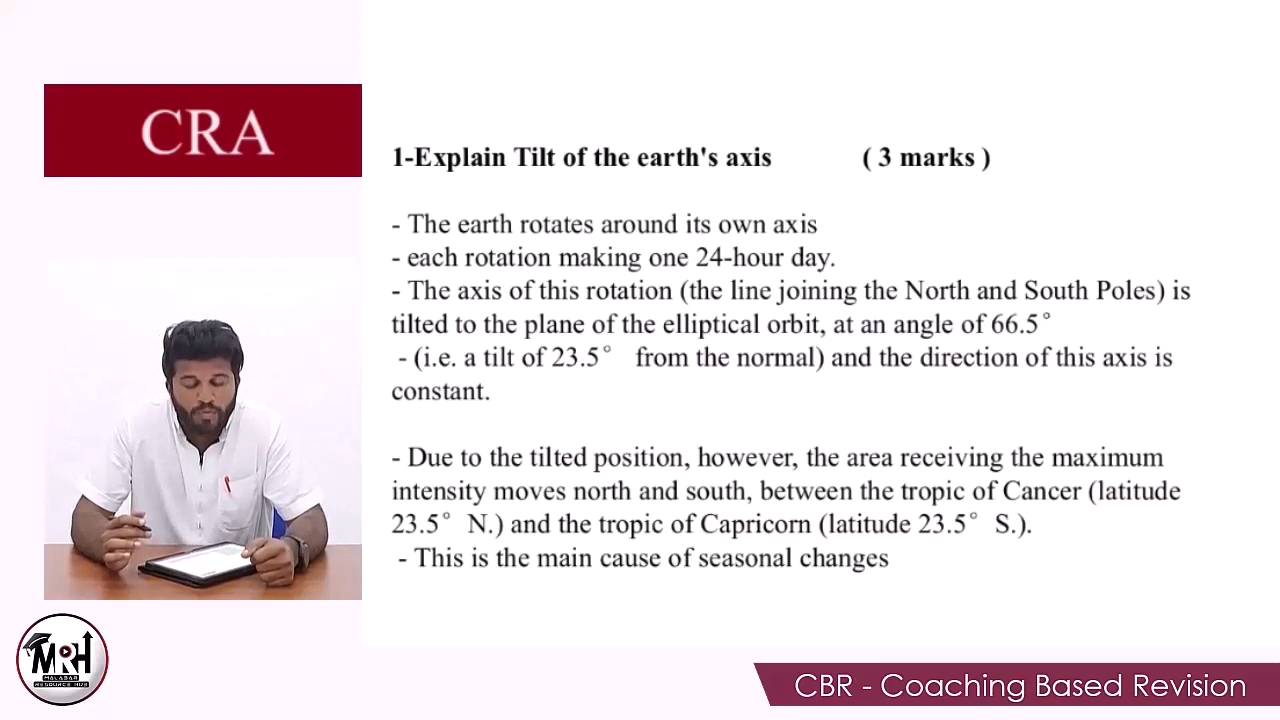 CRA
1-Explain Tilt of the earth's axis ( 3 marks )
- The earth rotates around its own axis
- each rotation making one 24-hour day.
- The axis of this rotation (the line joining the North and South Poles) is
tilted to the plane of the elliptical orbit, at an angle of 66.5°
- (i.e. a tilt of 23.5° from the normal) and the direction of this axis is
constant.
- Due to the tilted position, however, the area receiving the maximum
intensity moves north and south, between the tropic of Cancer (latitude
23.5° N.) and the tropic of Capricorn (latitude 23.5° S.).
- This is the main cause of seasonal changes
MRH
MALABAR
RESOURCE HUB
CBR - Coaching Based Revision